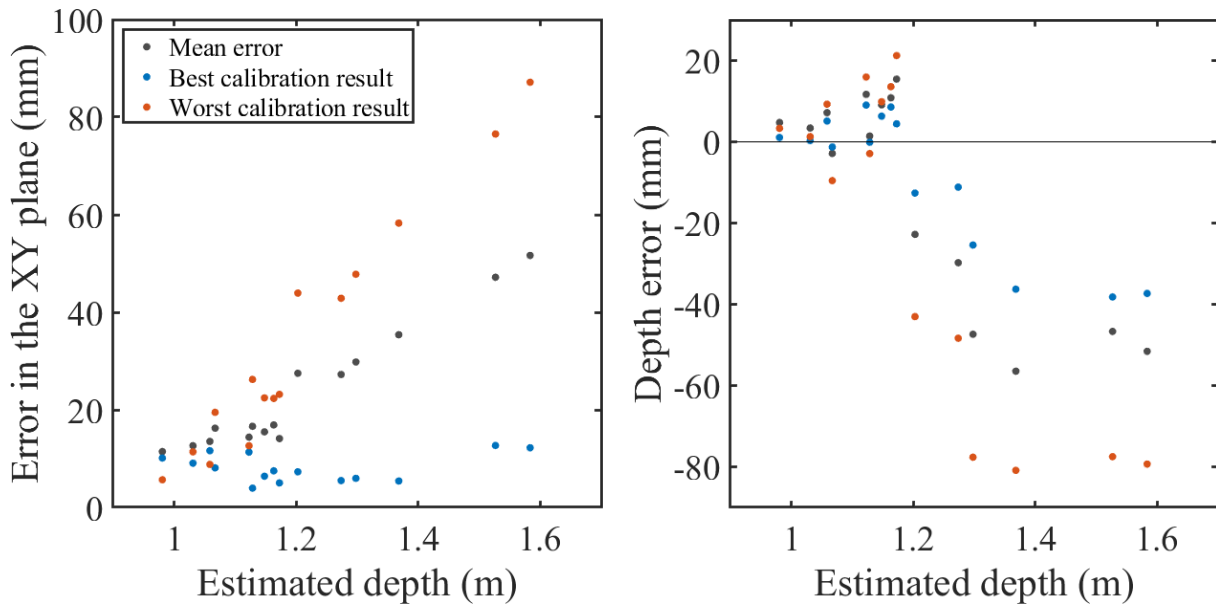 100
80
60
40
20
0
Error in the XY plane (mm)
Mean error
Best calibration result
Worst calibration result
1
1.2
1.4
1.6
Estimated depth (m)
20
0
-20
-40
-60
-80
Depth error (mm)
1
1.2
1.4
1.6
Estimated depth (m)